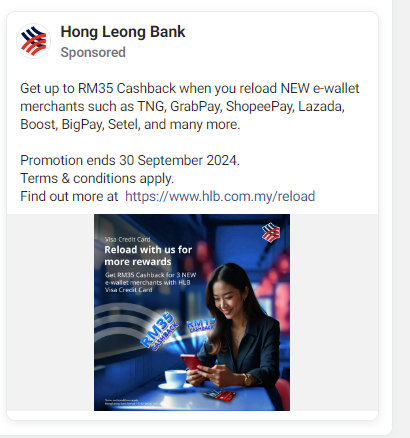 Hong Leong Bank
Sponsored
Get up to RM35 Cashback when you reload NEW e-wallet
merchants such as TNG, GrabPay, ShopeePay, Lazada,
Boost, BigPay, Setel, and many more.
Promotion ends 30 September 2024.
Terms & conditions apply.
Find out more at https://www.hlb.com.my/reload
Visa Credit Card
Reload with us for
more rewards
Get RM35 Cashback for 3 NEW
e-wallet merchants with HLB
Visa Credit Card
RM35
CASHBACK
RM15
CASHBACK